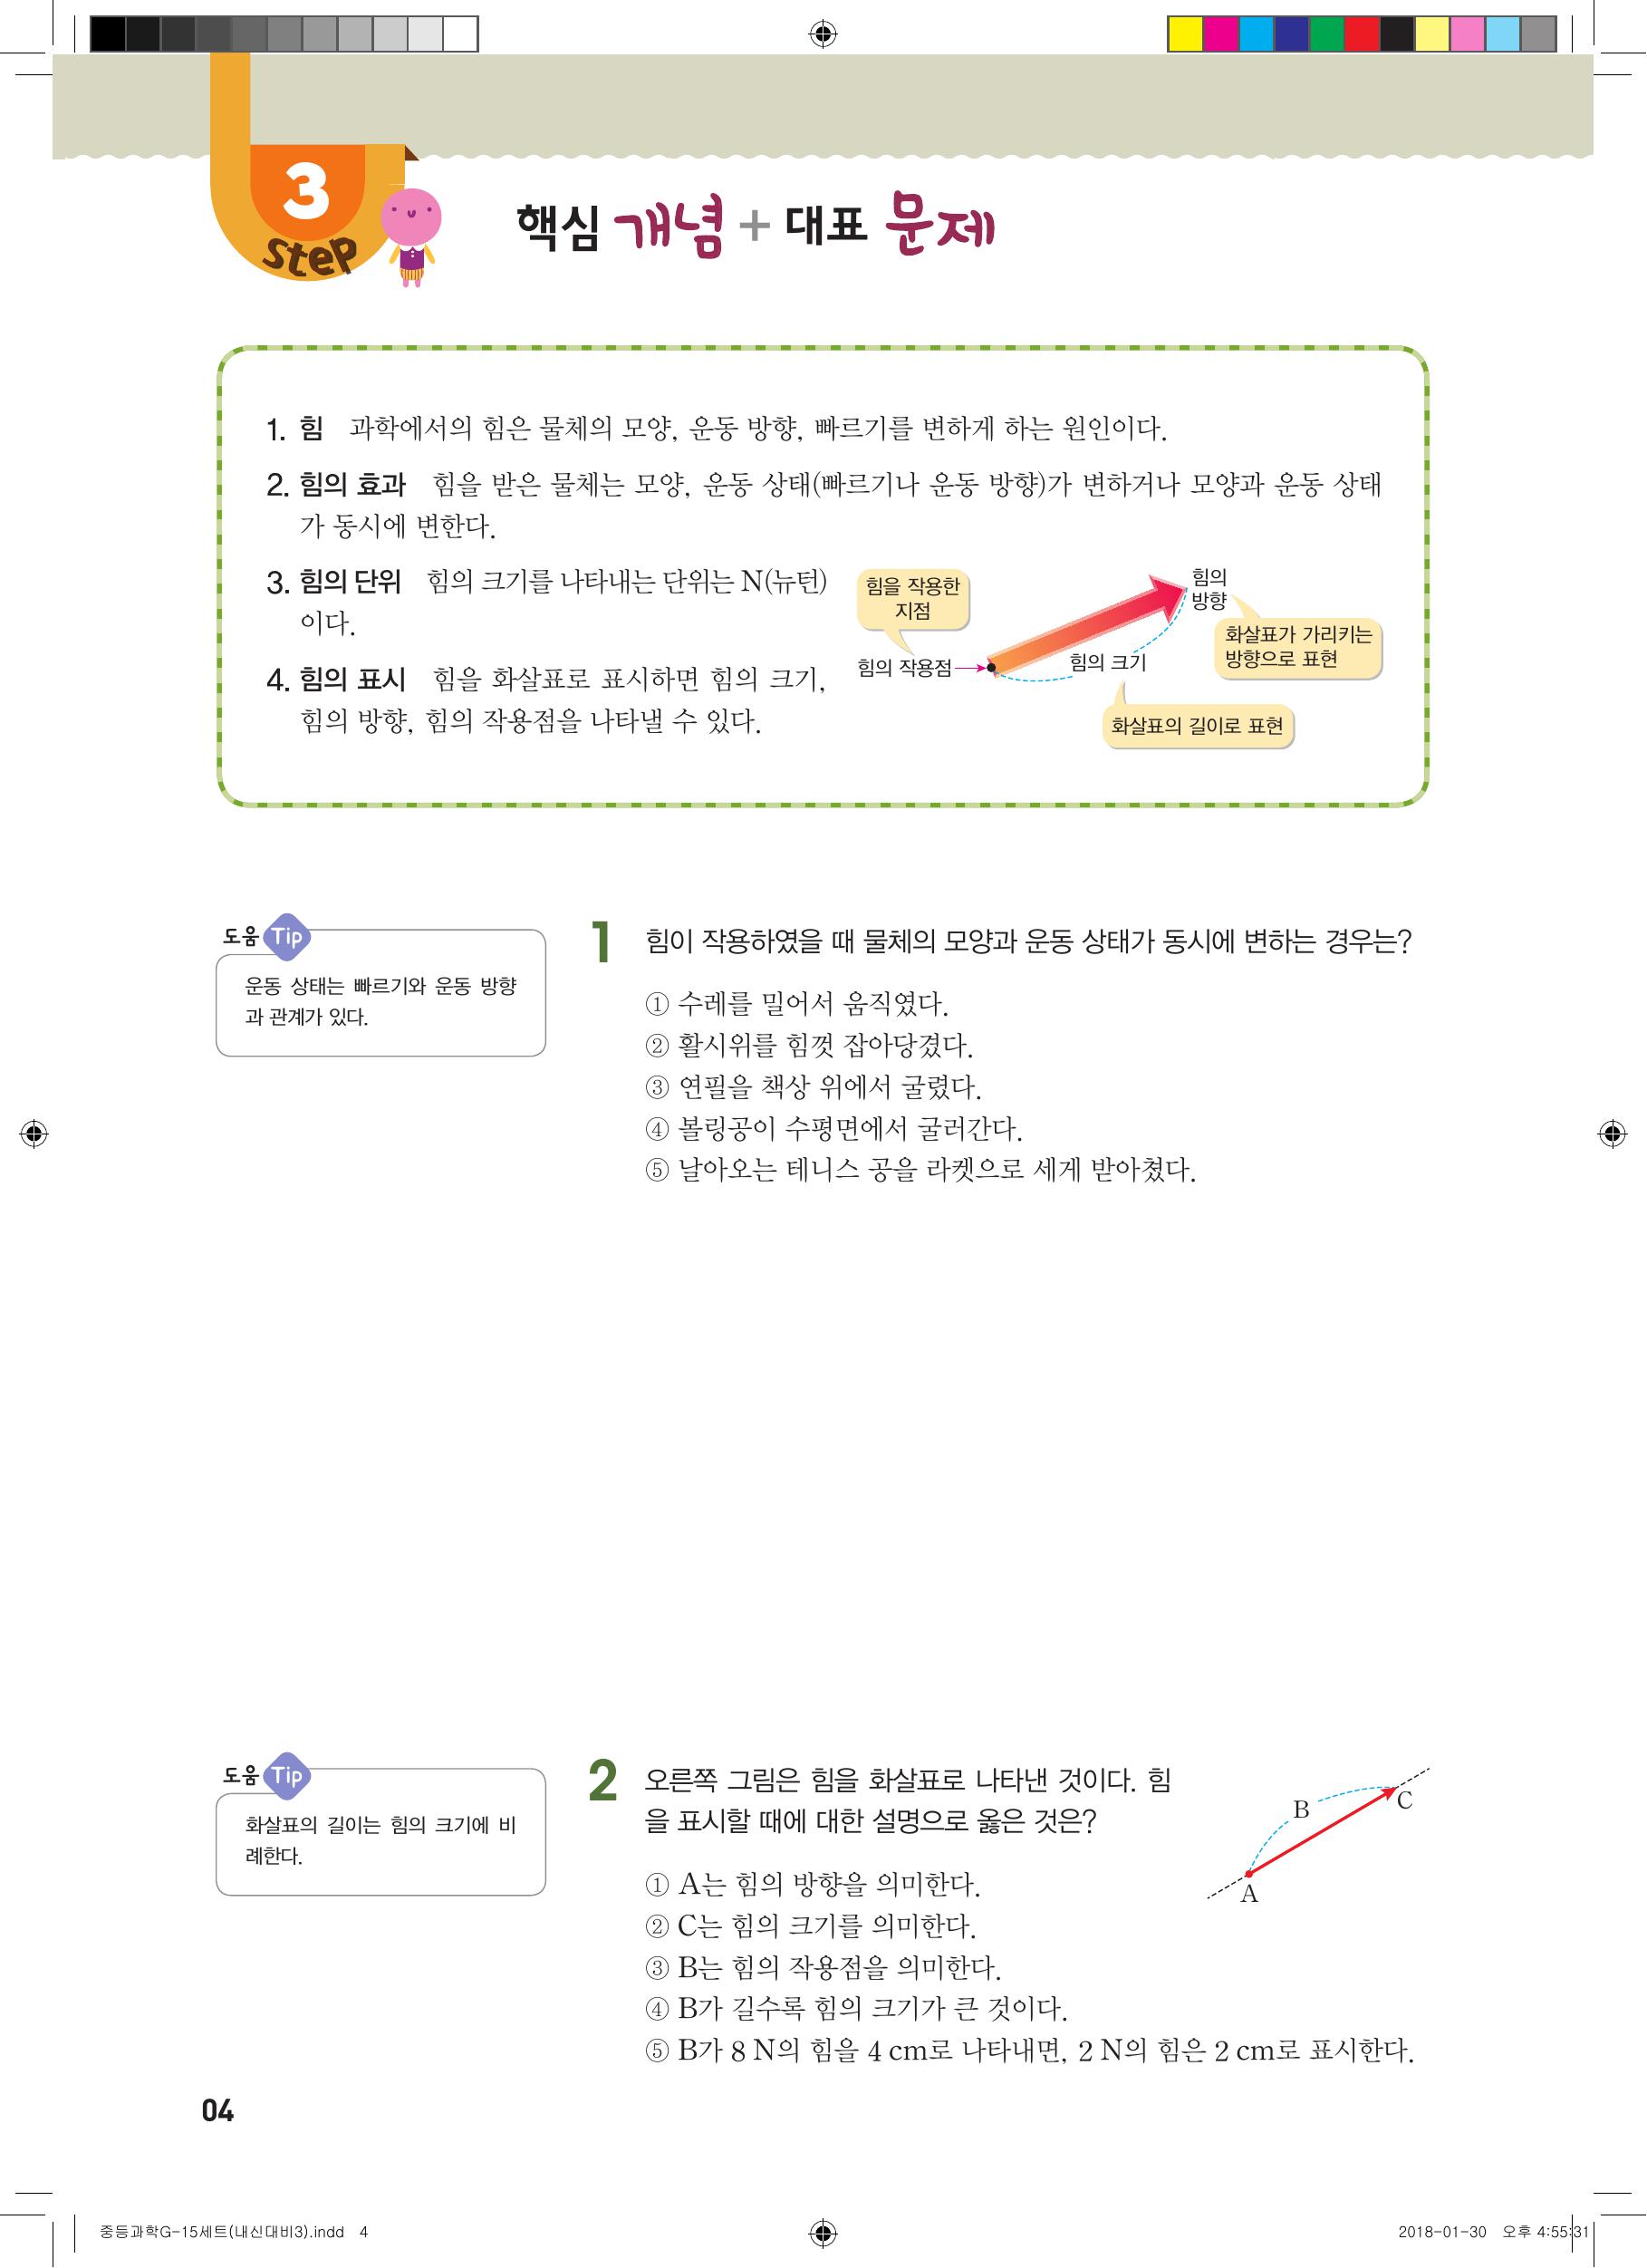 3
step
핵심 개념 + 대표 문제
1. 힘 과학에서의 힘은 물체의 모양, 운동 방향, 빠르기를 변하게 하는 원인이다.
2. 힘의 효과 힘을 받은 물체는 모양, 운동 상태(빠르기나 운동 방향)가 변하거나 모양과 운동 상태
가 동시에 변한다.
3. 힘의 단위 힘의 크기를 나타내는 단위는 N(뉴턴)
이다.
4. 힘의 표시 힘을 화살표로 표시하면 힘의 크기,
힘의 방향, 힘의 작용점을 나타낼 수 있다.
힘을 작용한
지점
힘의 작용점
힘의 크기
힘의
방향
화살표가 가리키는
방향으로 표현
화살표의 길이로 표현
도움 Tip
운동 상태는 빠르기와 운동 방향
과 관계가 있다.
1 힘이 작용하였을 때 물체의 모양과 운동 상태가 동시에 변하는 경우는?
① 수레를 밀어서 움직였다.
② 활시위를 힘껏 잡아당겼다.
③ 연필을 책상 위에서 굴렸다.
④ 볼링공이 수평면에서 굴러간다.
⑤ 날아오는 테니스 공을 라켓으로 세게 받아쳤다.
도움 Tip
화살표의 길이는 힘의 크기에 비
례한다.
2 오른쪽 그림은 힘을 화살표로 나타낸 것이다. 힘
을 표시할 때에 대한 설명으로 옳은 것은?
A
B
C
① A는 힘의 방향을 의미한다.
② C는 힘의 크기를 의미한다.
③ B는 힘의 작용점을 의미한다.
④ B가 길수록 힘의 크기가 큰 것이다.
⑤ B가 8 N의 힘을 4 cm로 나타내면, 2 N의 힘은 2 cm로 표시한다.
04
중등과학G-15세트(내신대비3).indd 4
2018-01-30 오후 4:55:31